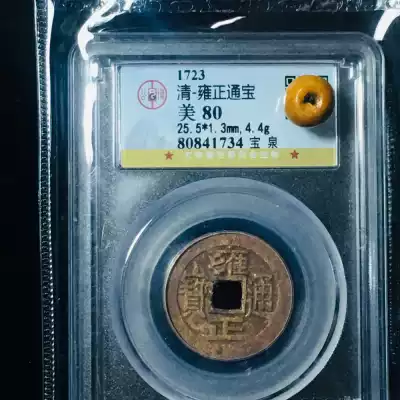 1723
清-雍正通宝
美 80
25.5*1.3mm,4.4g
80841734 宝 泉
雍
寶 通
正